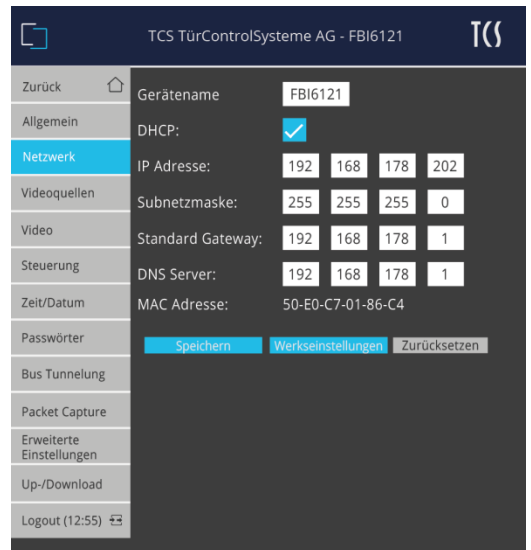 TCS TürControlSysteme AG - FBI6121 TCS
Zurück
Allgemein
Netzwerk
Videoquellen
Video
Steuerung
Zeit/Datum
Passwörter
Bus Tunnelung
Packet Capture
Erweiterte
Einstellungen
Up-/Download
Logout (12:55)
Gerätename FBI6121
DHCP:
IP Adresse: 192 168 178 202
Subnetzmaske: 255 255 255 0
Standard Gateway: 192 168 178 1
DNS Server: 192 168 178 1
MAC Adresse: 50-E0-C7-01-86-C4
Speichern Werkseinstellungen Zurücksetzen